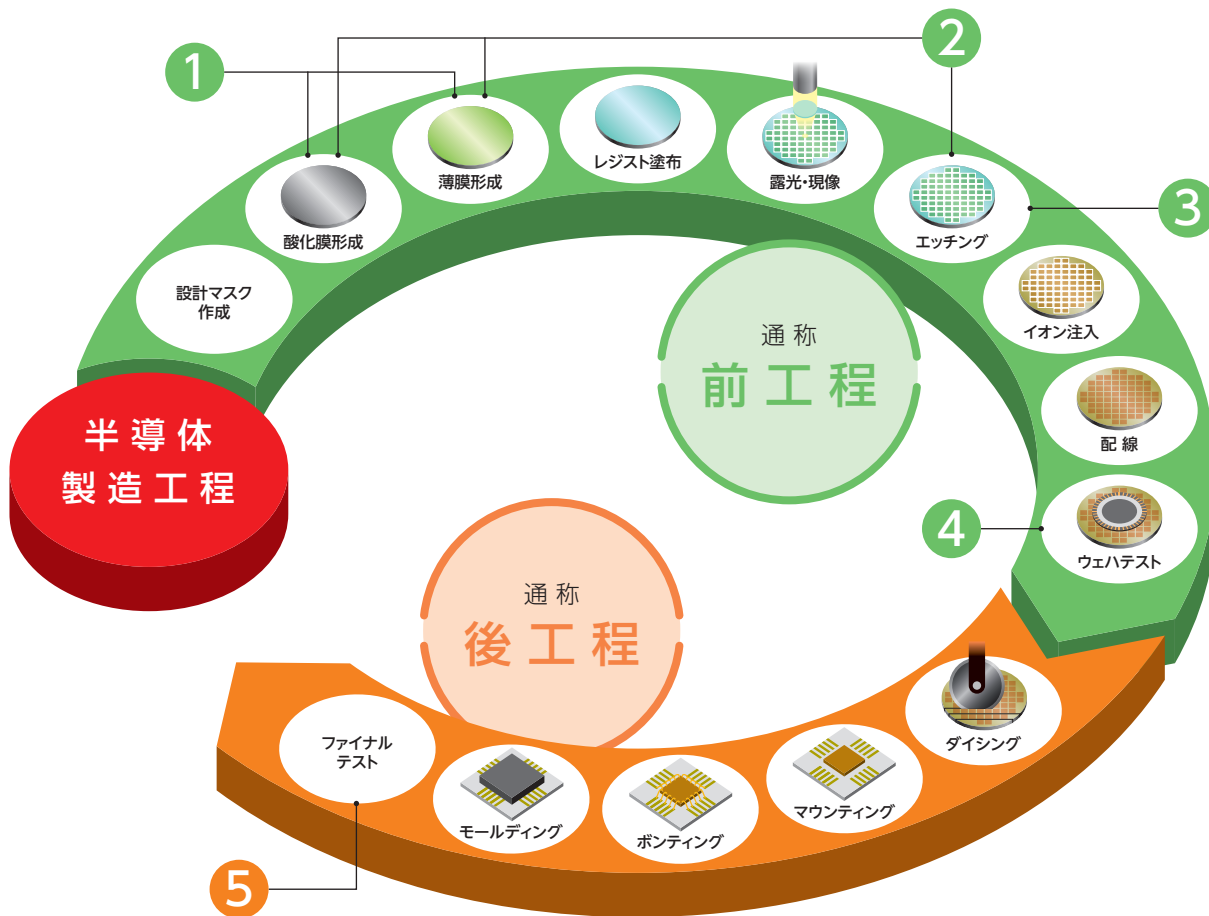 1
2
薄膜形成
レジスト塗布
露光・現像
酸化膜形成
エッチング
3
設計マスク
作成
イオン注入
通称
前工程
半導体
製造工程
配線
4
ウェハテスト
通称
後工程
ダイシング
ファイナル
テスト
マウンティング
モールディング
ボンティング
5